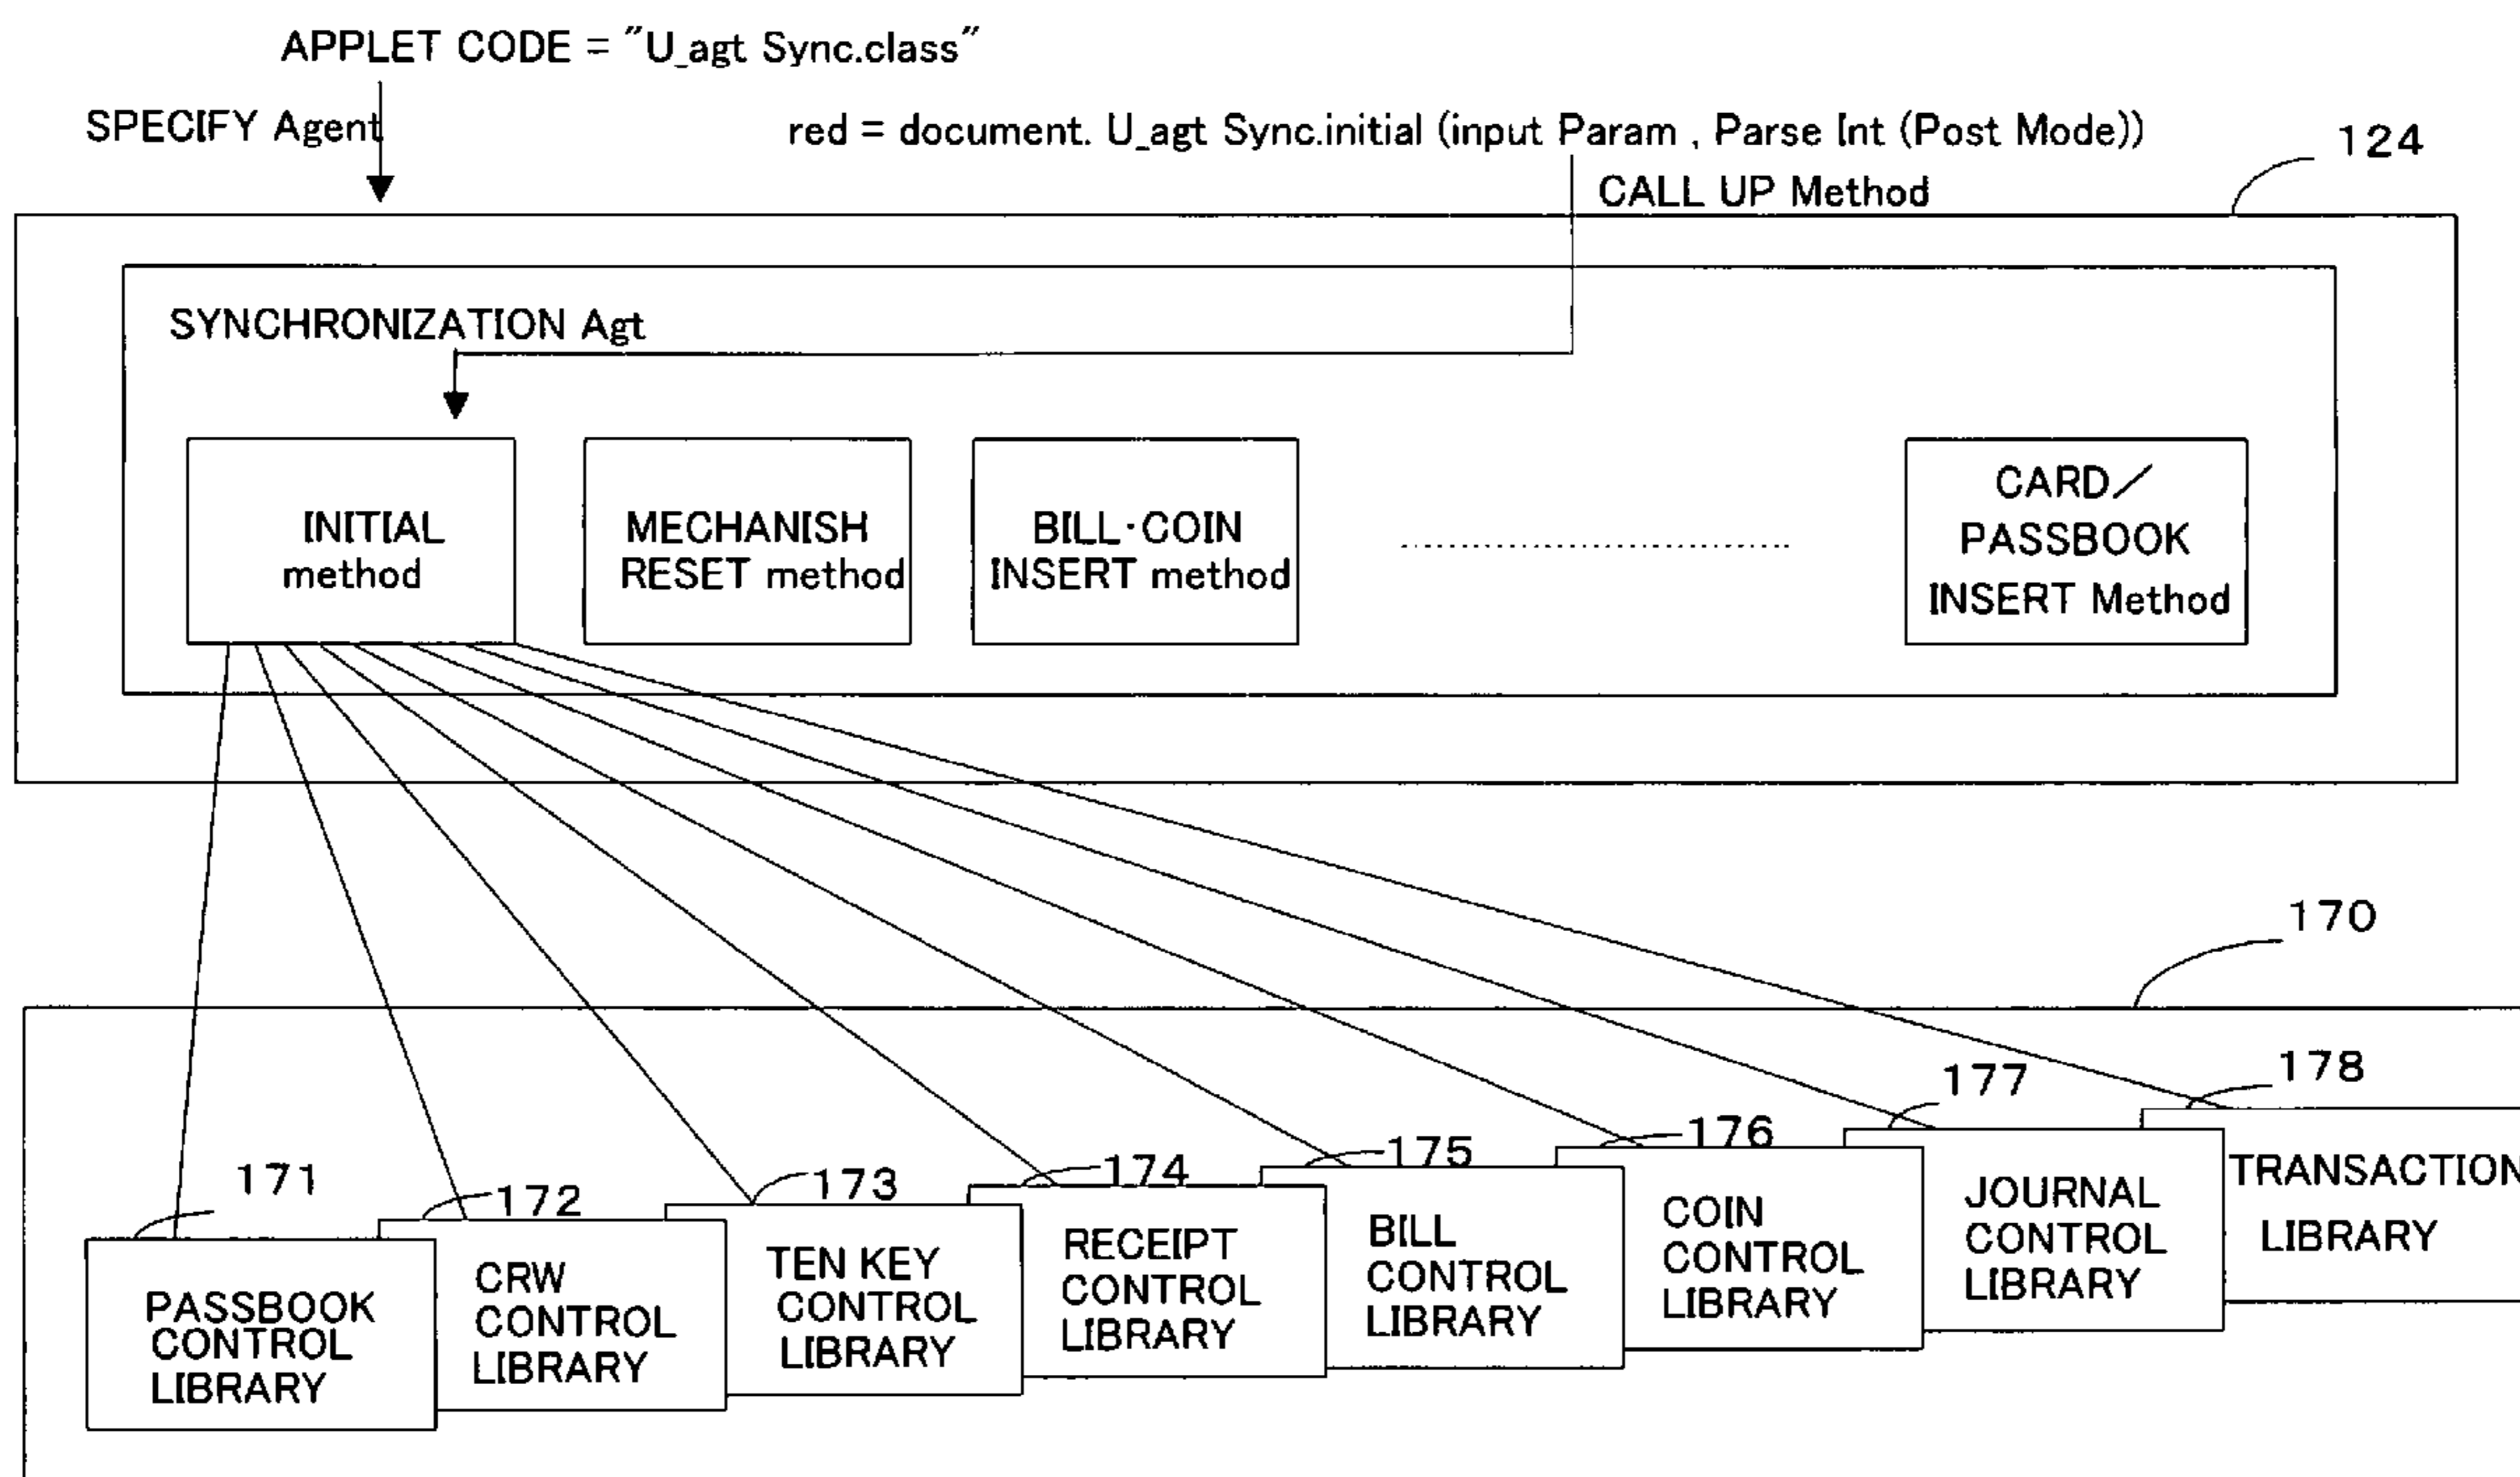 APPLET CODE = "U_agt Sync.class"
SPECIFY Agent
red = document. U_agt Sync.initial (input Param , Parse Int (Post Mode))
124
CALL UP Method
SYNCHRONIZATION Agt
INITIAL
method
MECHANISH
RESET method
BILL·COIN
INSERT method
CARD/
PASSBOOK
INSERT Method
170
171
172
173
174
175
176
177
178
PASSBOOK
CONTROL
LIBRARY
CRW
CONTROL
LIBRARY
TEN KEY
CONTROL
LIBRARY
RECEIPT
CONTROL
LIBRARY
BILL
CONTROL
LIBRARY
COIN
CONTROL
LIBRARY
JOURNAL
CONTROL
LIBRARY
TRANSACTION
LIBRARY